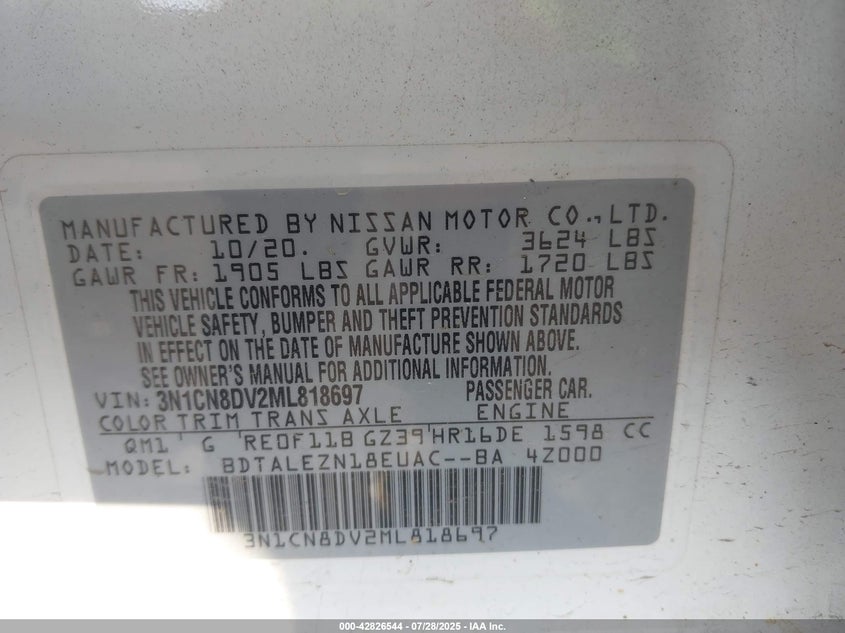 MANUFACTURED BY NISSAN MOTOR CO., LTD.
DATE: 10/20. GVWR: 3624 LBS
GAWR FR: 1905 LBS GAWR RR: 1720 LBS
THIS VEHICLE CONFORMS TO ALL APPLICABLE FEDERAL MOTOR
VEHICLE SAFETY, BUMPER AND THEFT PREVENTION STANDARDS
IN EFFECT ON THE DATE OF MANUFACTURE SHOWN ABOVE.
SEE OWNER'S MANUAL FOR ADDITIONAL INFORMATION.
VIN: 3N1CN8DV2ML818697 PASSENGER CAR.
COLOR TRIM TRANS AXLE ENGINE
QM1 G RE0F11B GZ39 HR16DE 1598 CC
MODEL: BDTALEZN18EUAC--BA 4Z000
3N1CN8DV2ML818697
000-42826544 / 07/28/2025 - IAA Inc.